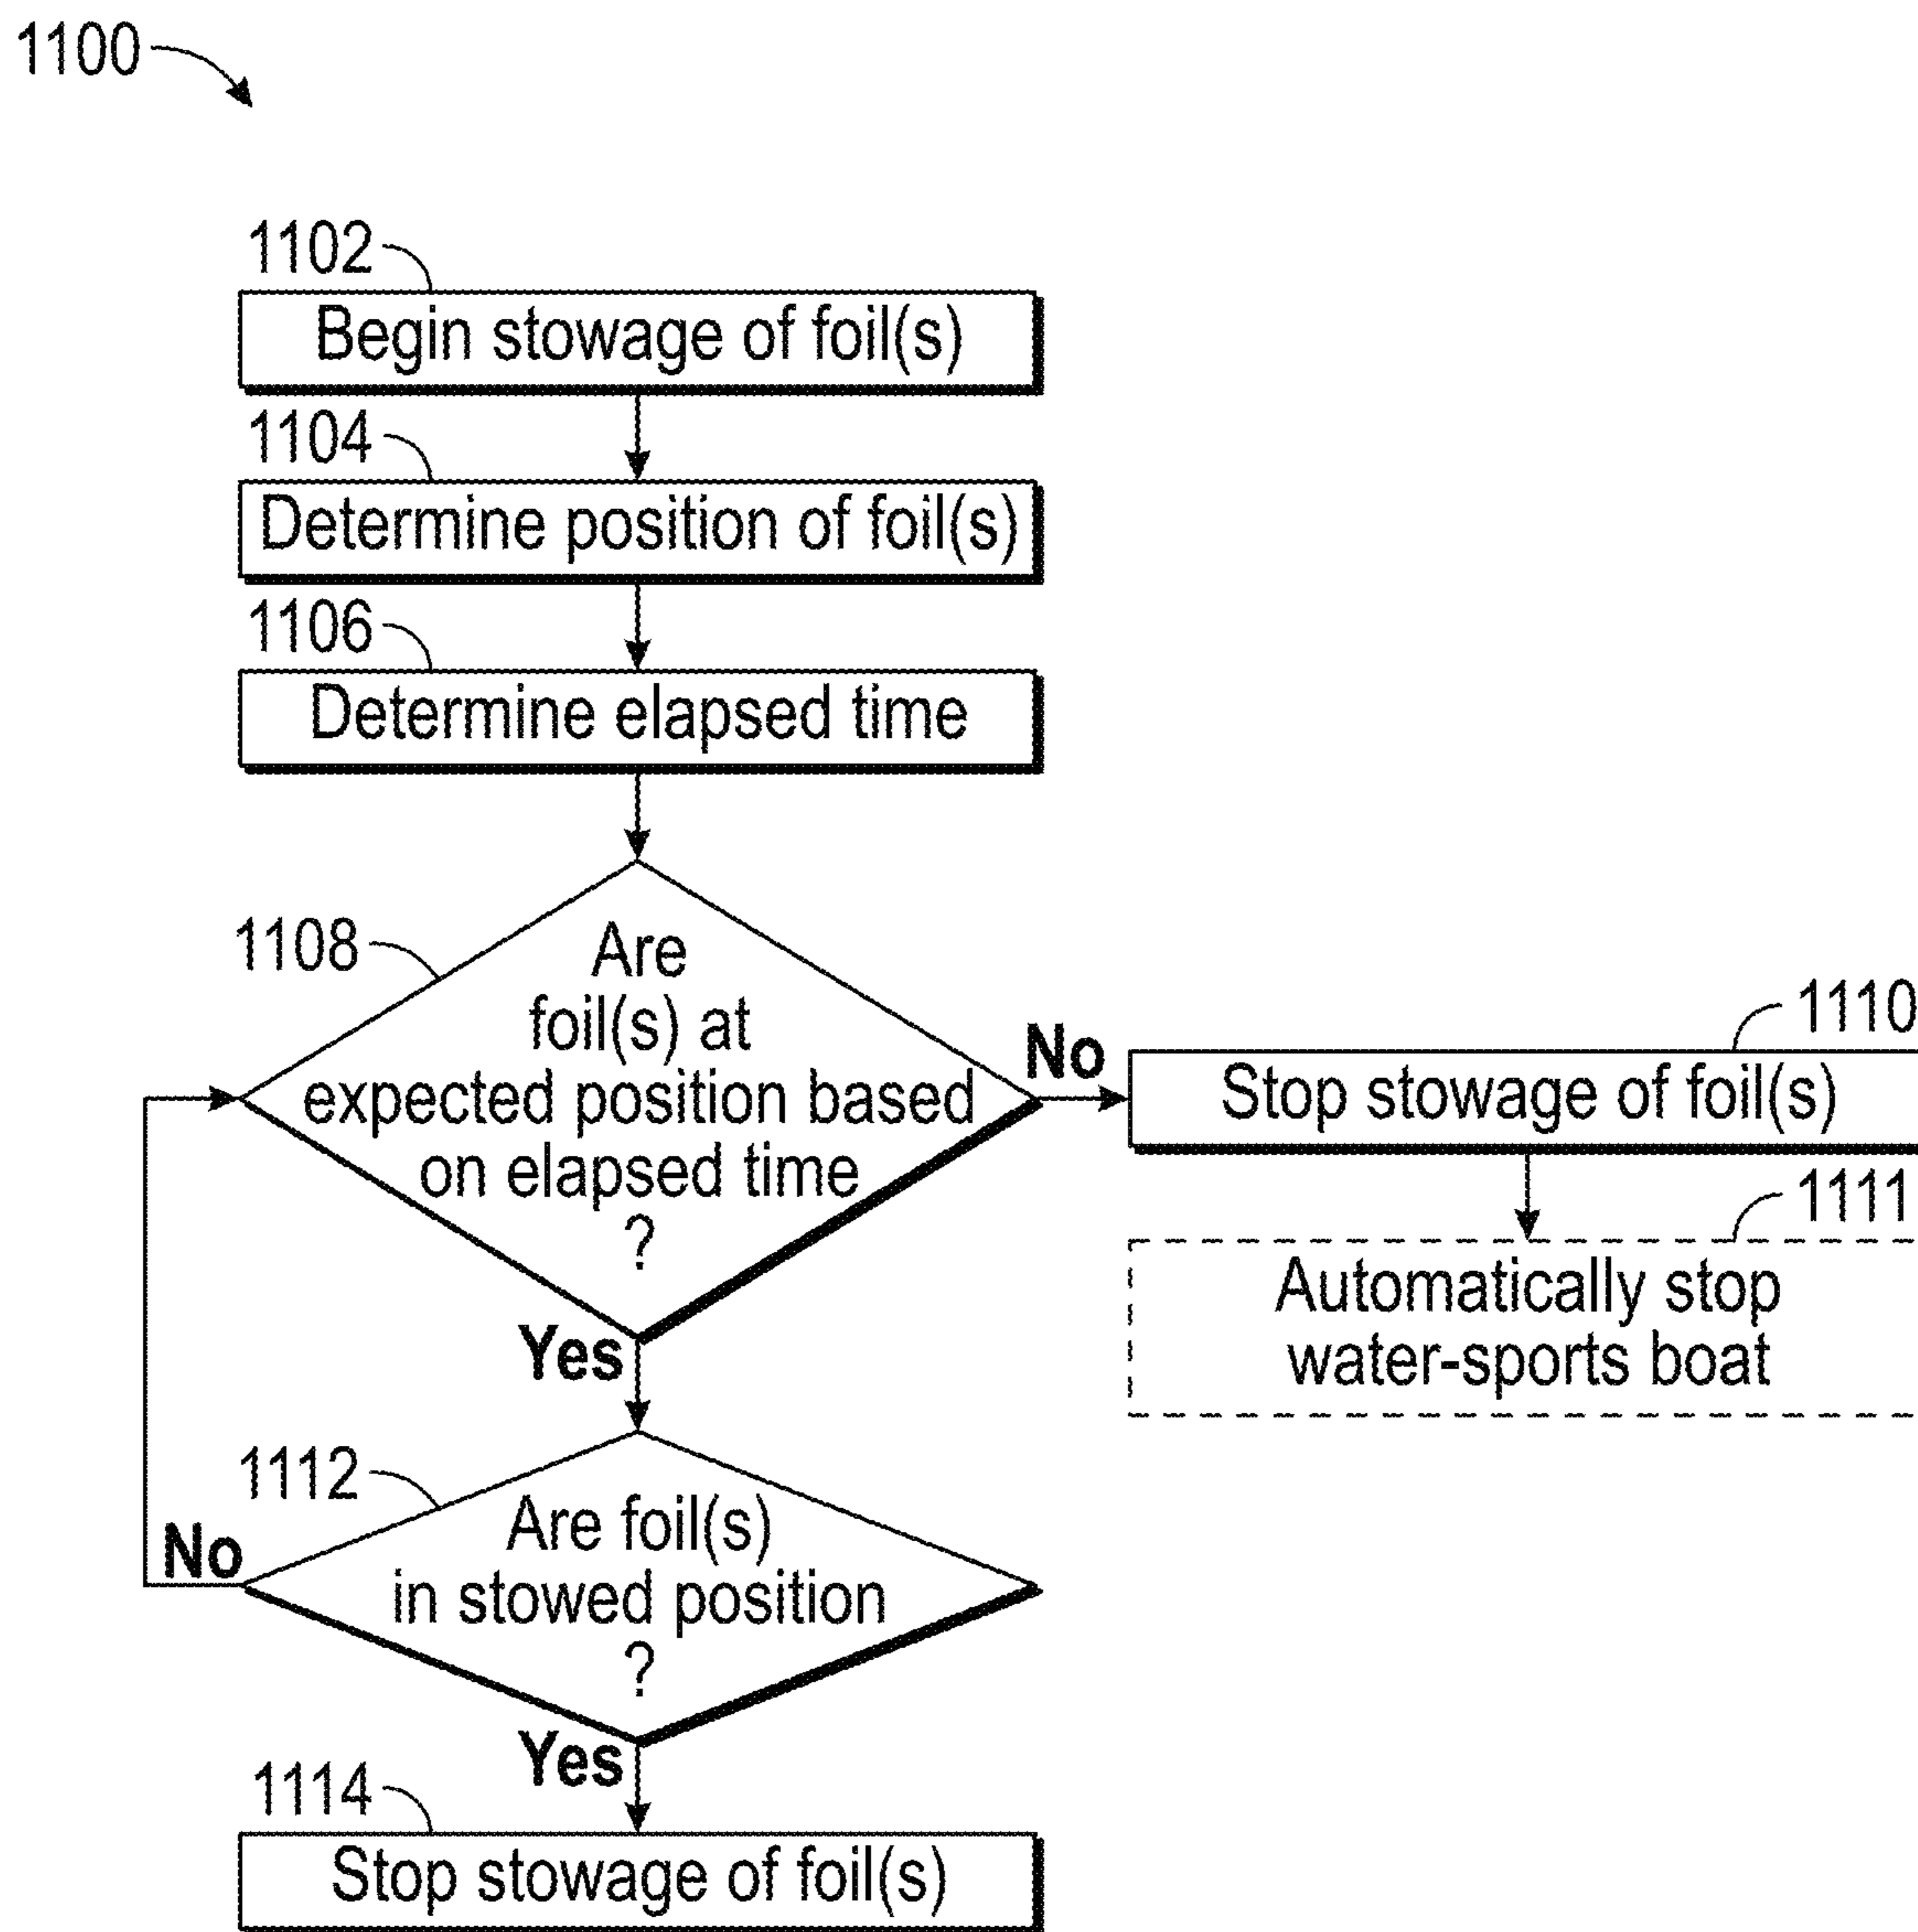 1100
1102
Begin stowage of foil(s)
1104
Determine position of foil(s)
1106
Determine elapsed time
1108
Are
foil(s) at
expected position based
on elapsed time
?
No
1110
Stop stowage of foil(s)
1111
Automatically stop
water-sports boat
Yes
1112
Are foil(s)
in stowed position
?
No
Yes
1114
Stop stowage of foil(s)